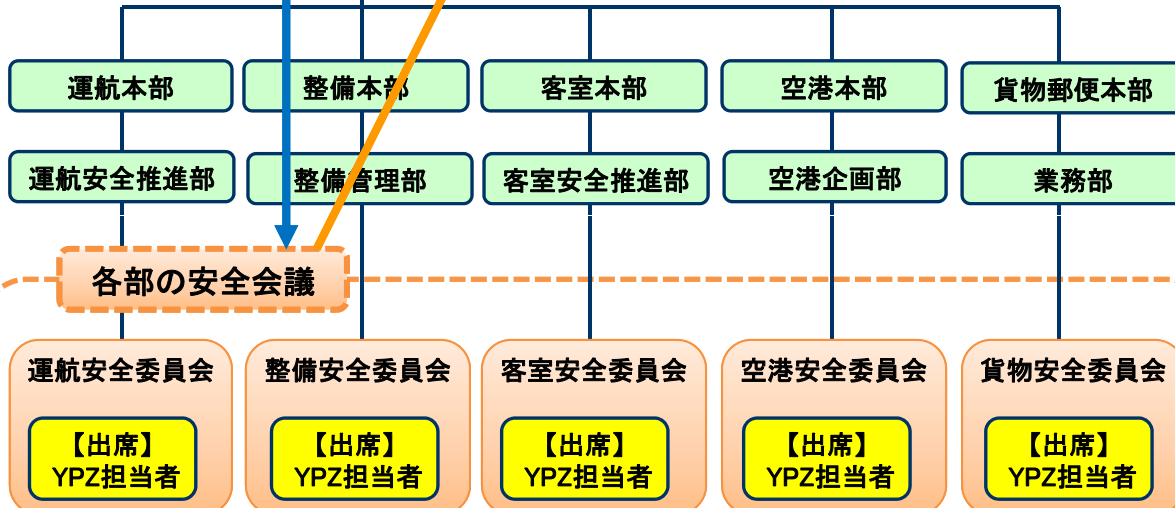 運航本部
整備本部
客室本部
空港本部
貨物郵便本部
運航安全推進部
整備管理部
客室安全推進部
空港企画部
業務部
各部の安全会議
運航安全委員会
整備安全委員会
客室安全委員会
空港安全委員会
貨物安全委員会
【出席】
YPZ担当者
【出席】
YPZ担当者
【出席】
YPZ担当者
【出席】
YPZ担当者
【出席】
YPZ担当者